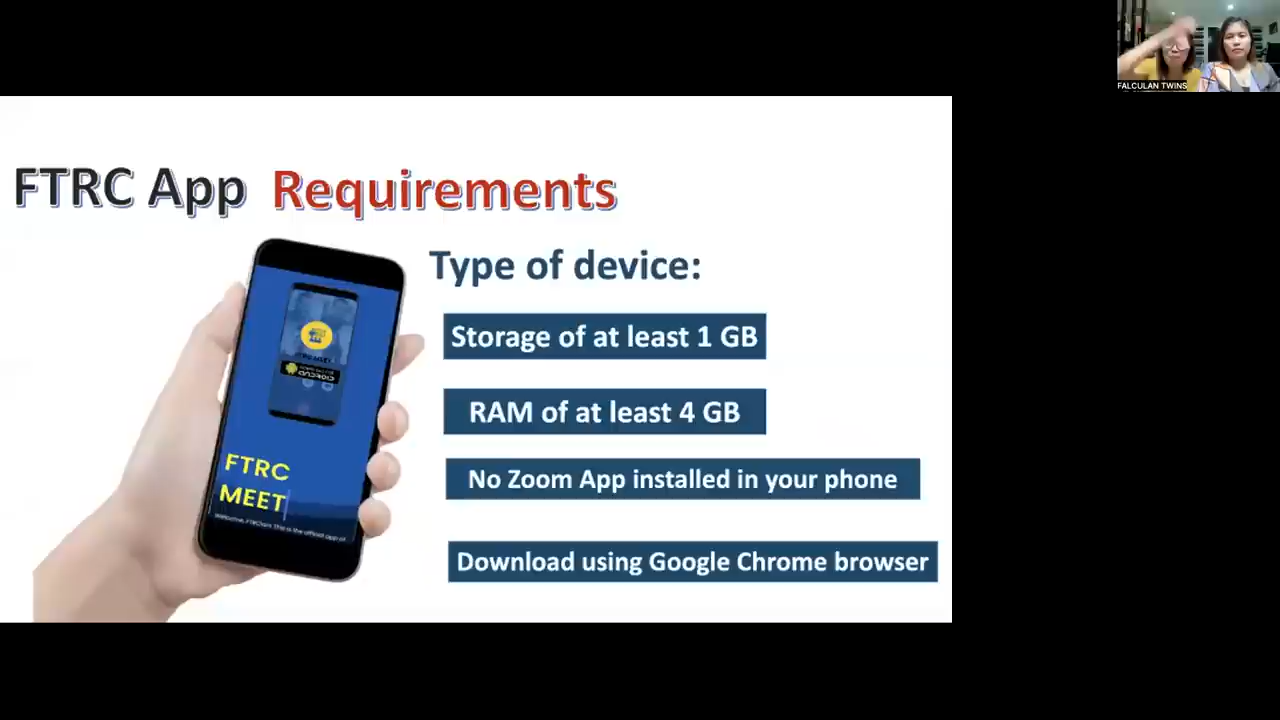 FALCULAN TWINS
FTRC App Requirements
Type of device:
Storage of at least 1 GB
RAM of at least 4 GB
No Zoom App installed in your phone
Download using Google Chrome browser
ANDROID
FTRC
MEET